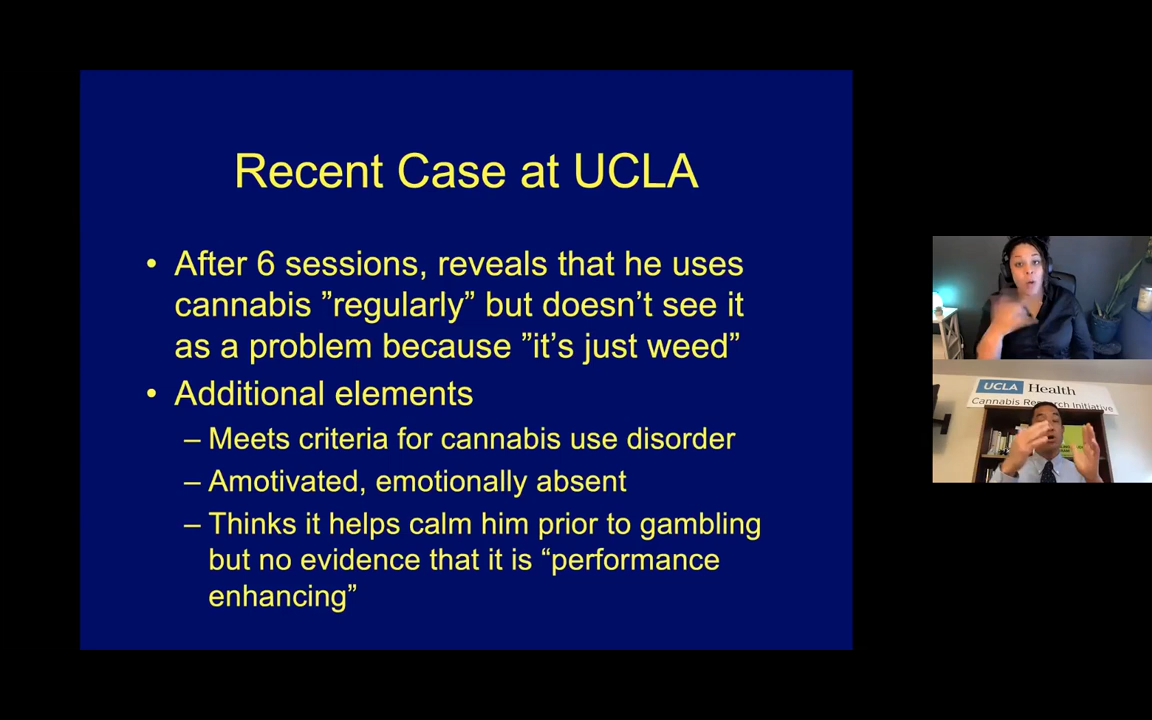 Recent Case at UCLA
• After 6 sessions, reveals that he uses
cannabis ”regularly” but doesn’t see it
as a problem because ”it’s just weed”
• Additional elements
– Meets criteria for cannabis use disorder
– Amotivated, emotionally absent
– Thinks it helps calm him prior to gambling
but no evidence that it is “performance
enhancing”
UCLA Health
Cannabis Research Initiative